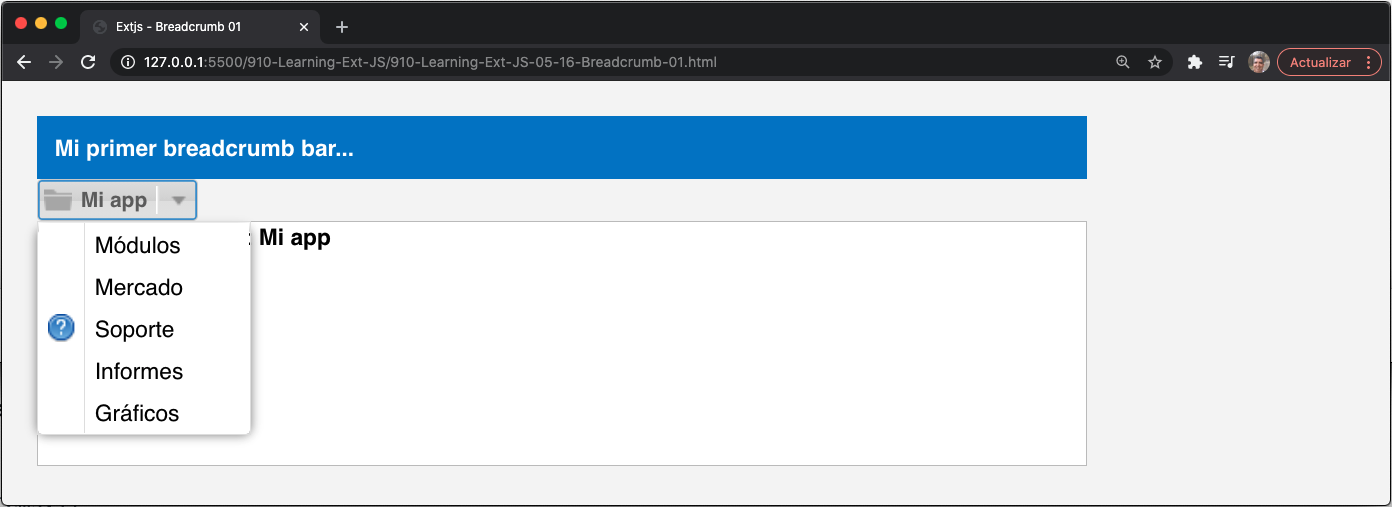 Extjs - Breadcrumb 01
127.0.0.1:5500/910-Learning-Ext-JS/910-Learning-Ext-JS-05-16-Breadcrumb-01.html
Actualizar
Mi primer breadcrumb bar...
Mi app
: Mi app
Módulos
Mercado
Soporte
Informes
Gráficos